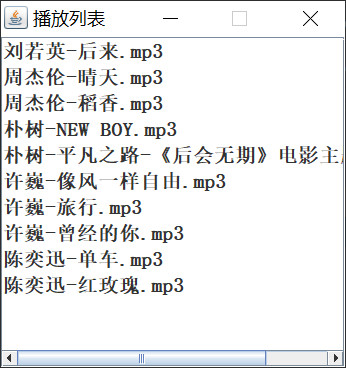 播放列表
刘若英-后来.mp3
周杰伦-晴天.mp3
周杰伦-稻香.mp3
朴树-NEW BOY.mp3
朴树-平凡之路-《后会无期》电影主
许巍-像风一样自由.mp3
许巍-旅行.mp3
许巍-曾经的你.mp3
陈奕迅-单车.mp3
陈奕迅-红玫瑰.mp3